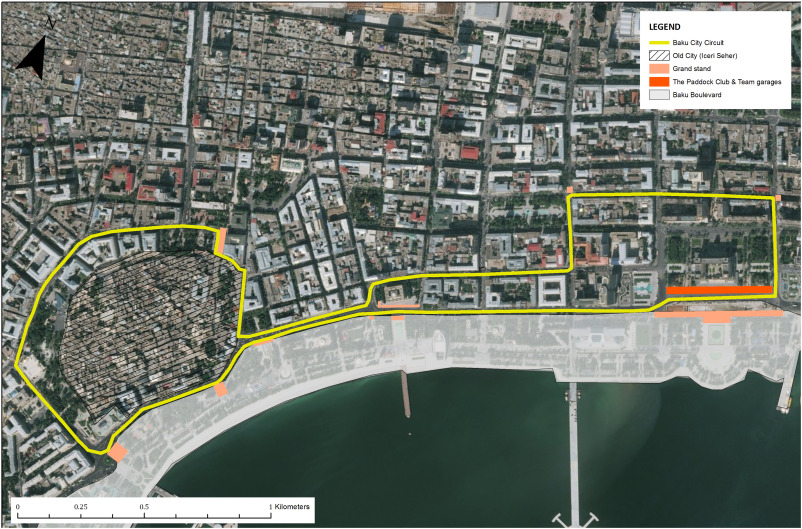 N
LEGEND
Baku City Circuit
Old City (Iceri Seher)
Grand stand
The Paddock Club & Team garages
Baku Boulevard
0 0.25 0.5 1 Kilometers